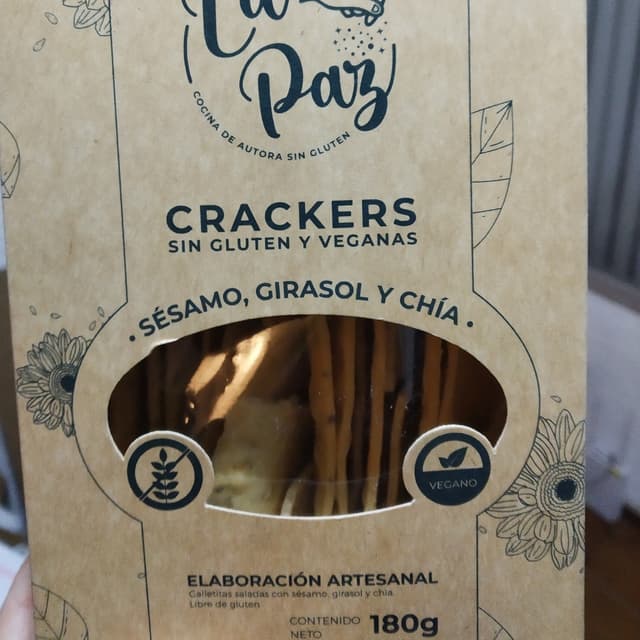 La
Paz
COCINA DE AUTORA SIN GLUTEN
CRACKERS
SIN GLUTEN Y VEGANAS
• SÉSAMO, GIRASOL Y CHÍA •
VEGANO
ELABORACIÓN ARTESANAL
Galletitas saladas con sésamo, girasol y chía.
Libre de gluten
CONTENIDO
NETO 180g